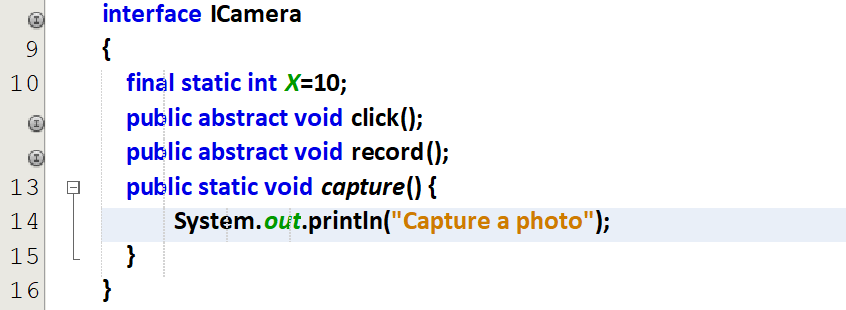 interface ICamera
9 {
10 final static int X=10;
public abstract void click();
public abstract void record();
13 public static void capture() {
14 System.out.println("Capture a photo");
15 }
16 }